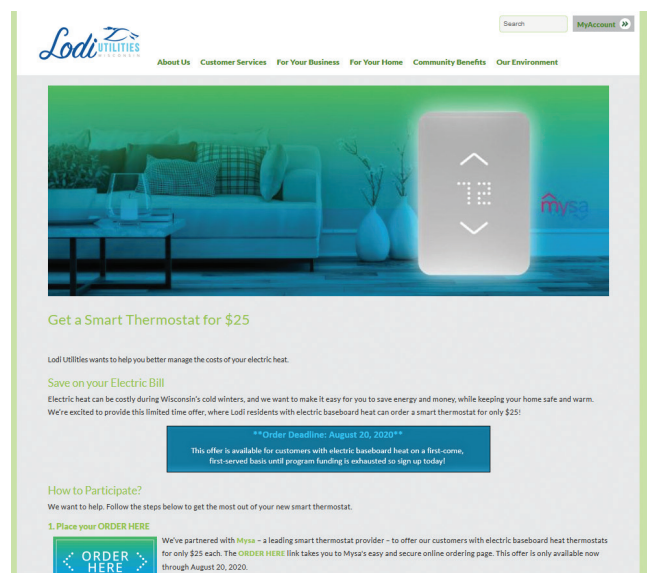 Search
MyAccount
Lodi UTILITIES
WISCONSIN
About Us Customer Services For Your Business For Your Home Community Benefits Our Environment
72
mysa
Get a Smart Thermostat for $25
Lodi Utilities wants to help you better manage the costs of your electric heat.
Save on your Electric Bill
Electric heat can be costly during Wisconsin's cold winters, and we want to make it easy for you to save energy and money, while keeping your home safe and warm.
We're excited to provide this limited time offer, where Lodi residents with electric baseboard heat can order a smart thermostat for only $25!
**Order Deadline: August 20, 2020**
This offer is available for customers with electric baseboard heat on a first-come,
first-served basis until program funding is exhausted so sign up today!
How to Participate?
We want to help. Follow the steps below to get the most out of your new smart thermostat.
1. Place your ORDER HERE
ORDER
HERE
We've partnered with Mysa – a leading smart thermostat provider – to offer our customers with electric baseboard heat thermostats
for only $25 each. The ORDER HERE link takes you to Mysa's easy and secure online ordering page. This offer is only available now
through August 20, 2020.